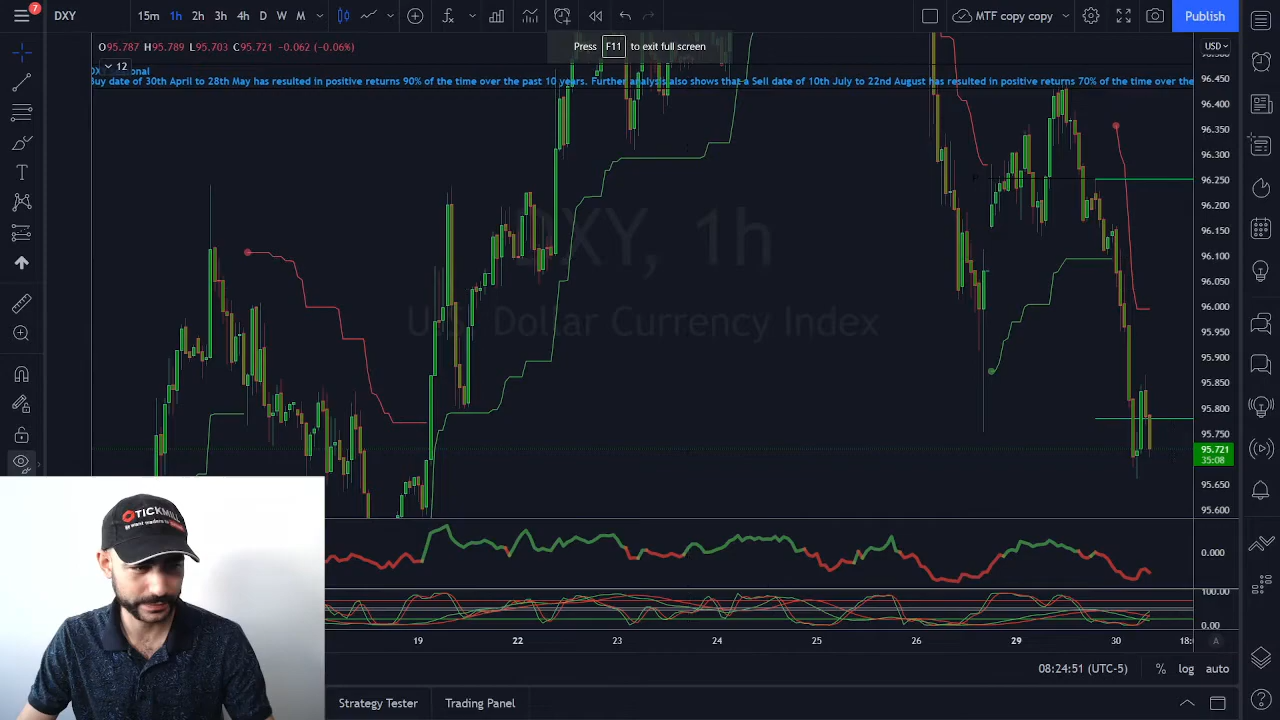 7
DXY
15m 1h 2h 3h 4h D W M
MTF copy copy
Publish
O95.787 H95.789 L95.703 C95.721 -0.062 (-0.06%)
Press F11 to exit full screen
USD
12
Buy date of 30th April to 28th May has resulted in positive returns 90% of the time over the past 10 years. Further analysis also shows that a Sell date of 10th July to 22nd August has resulted in positive returns 70% of the time over the
96.450
96.400
96.350
96.300
96.250
96.200
96.150
96.100
96.050
96.000
95.950
95.900
95.850
95.800
95.750
95.721
35:08
95.650
95.600
DXY, 1h
U.S. Dollar Currency Index
0.000
100.00
0.00
TICKMILL
19 22 23 24 25 26 29 30 18:
A
08:24:51 (UTC-5) % log auto
Strategy Tester Trading Panel